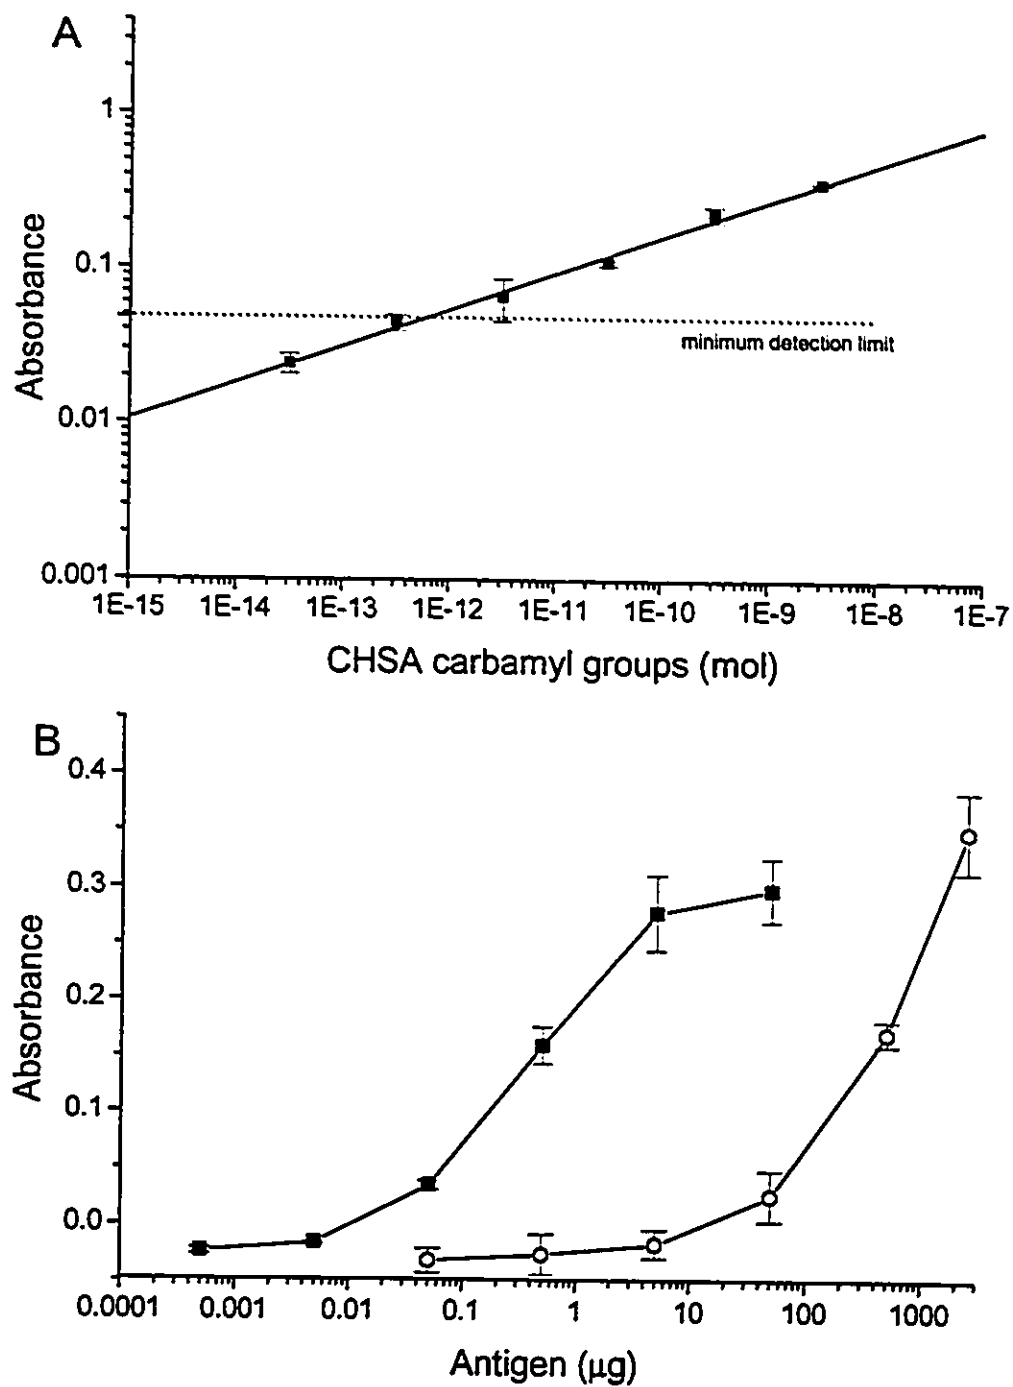 A
1
0.1
0.01
0.001
Absorbance
minimum detection limit
1E-15 1E-14 1E-13 1E-12 1E-11 1E-10 1E-9 1E-8 1E-7
CHSA carbamyl groups (mol)
B
0.4
0.3
0.2
0.1
0.0
Absorbance
0.0001 0.001 0.01 0.1 1 10 100 1000
Antigen (µg)